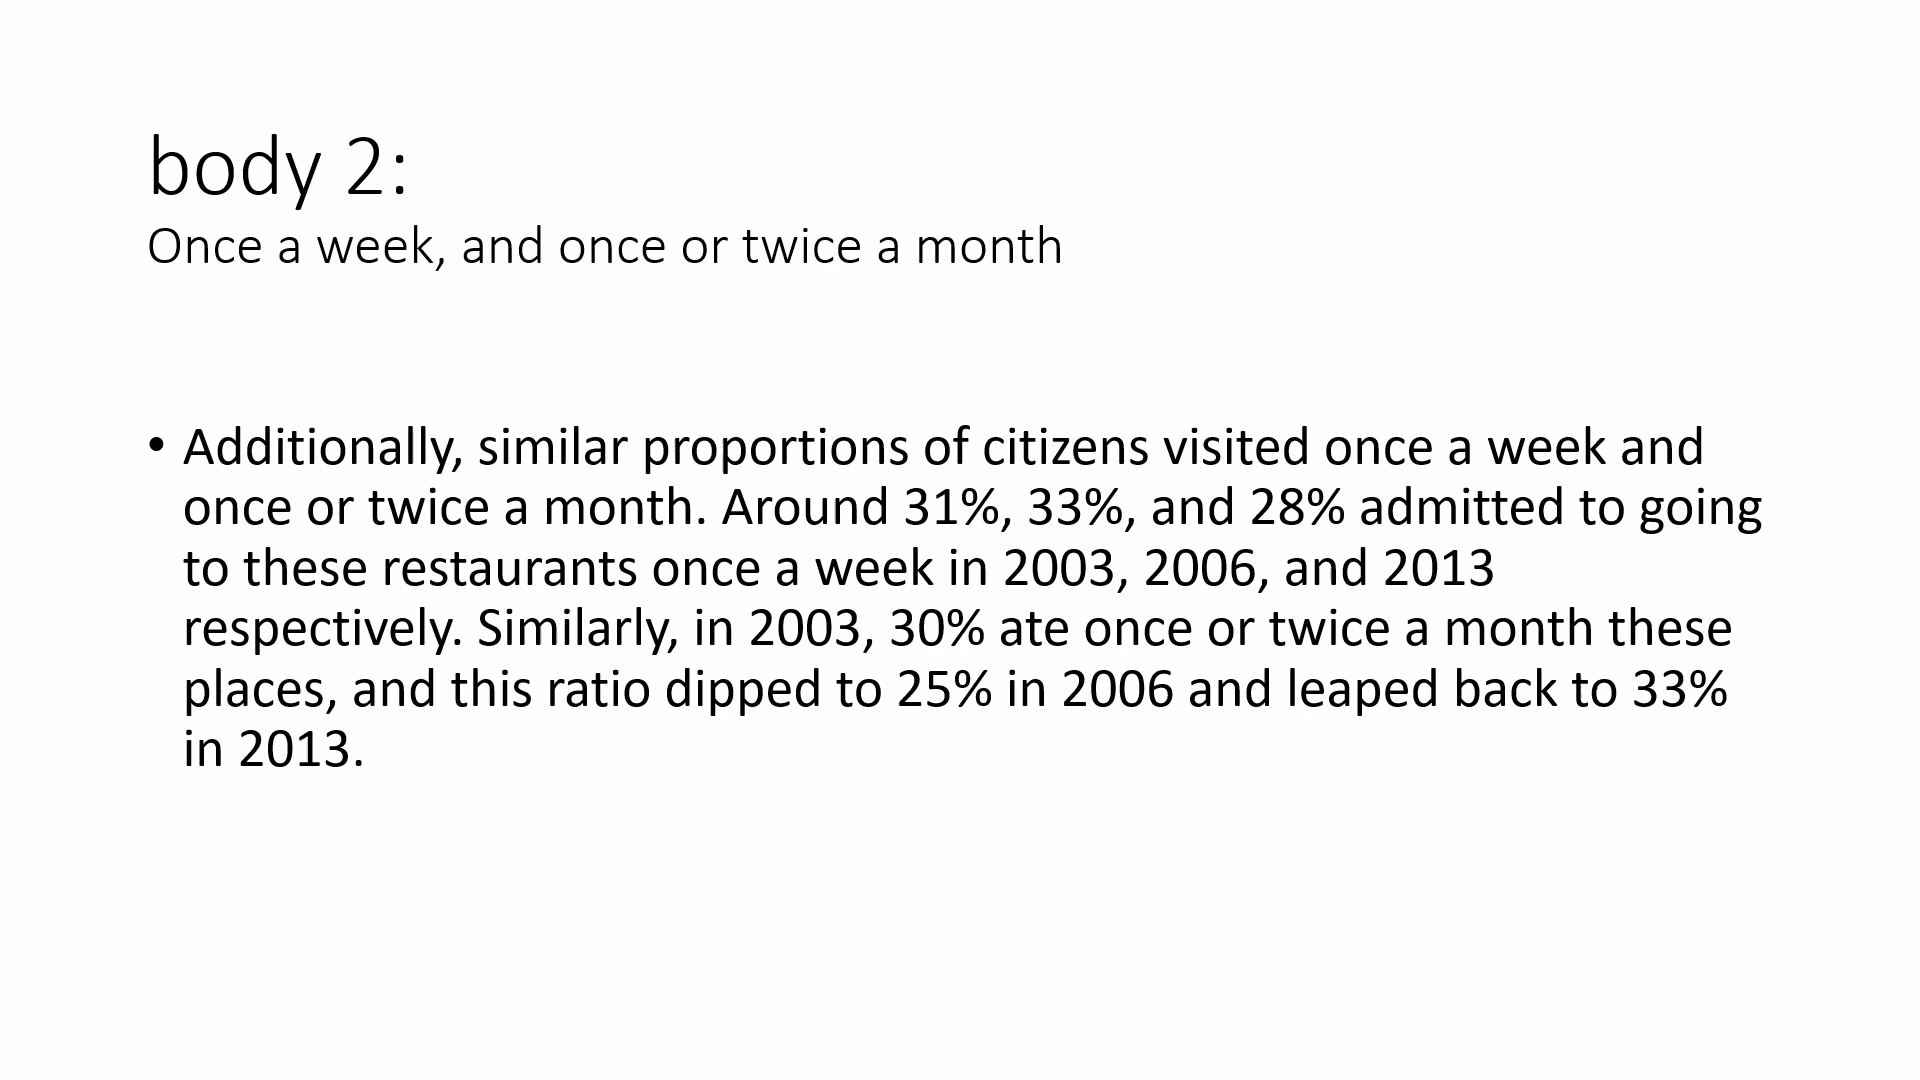 body 2:
Once a week, and once or twice a month
• Additionally, similar proportions of citizens visited once a week and
once or twice a month. Around 31%, 33%, and 28% admitted to going
to these restaurants once a week in 2003, 2006, and 2013
respectively. Similarly, in 2003, 30% ate once or twice a month these
places, and this ratio dipped to 25% in 2006 and leaped back to 33%
in 2013.